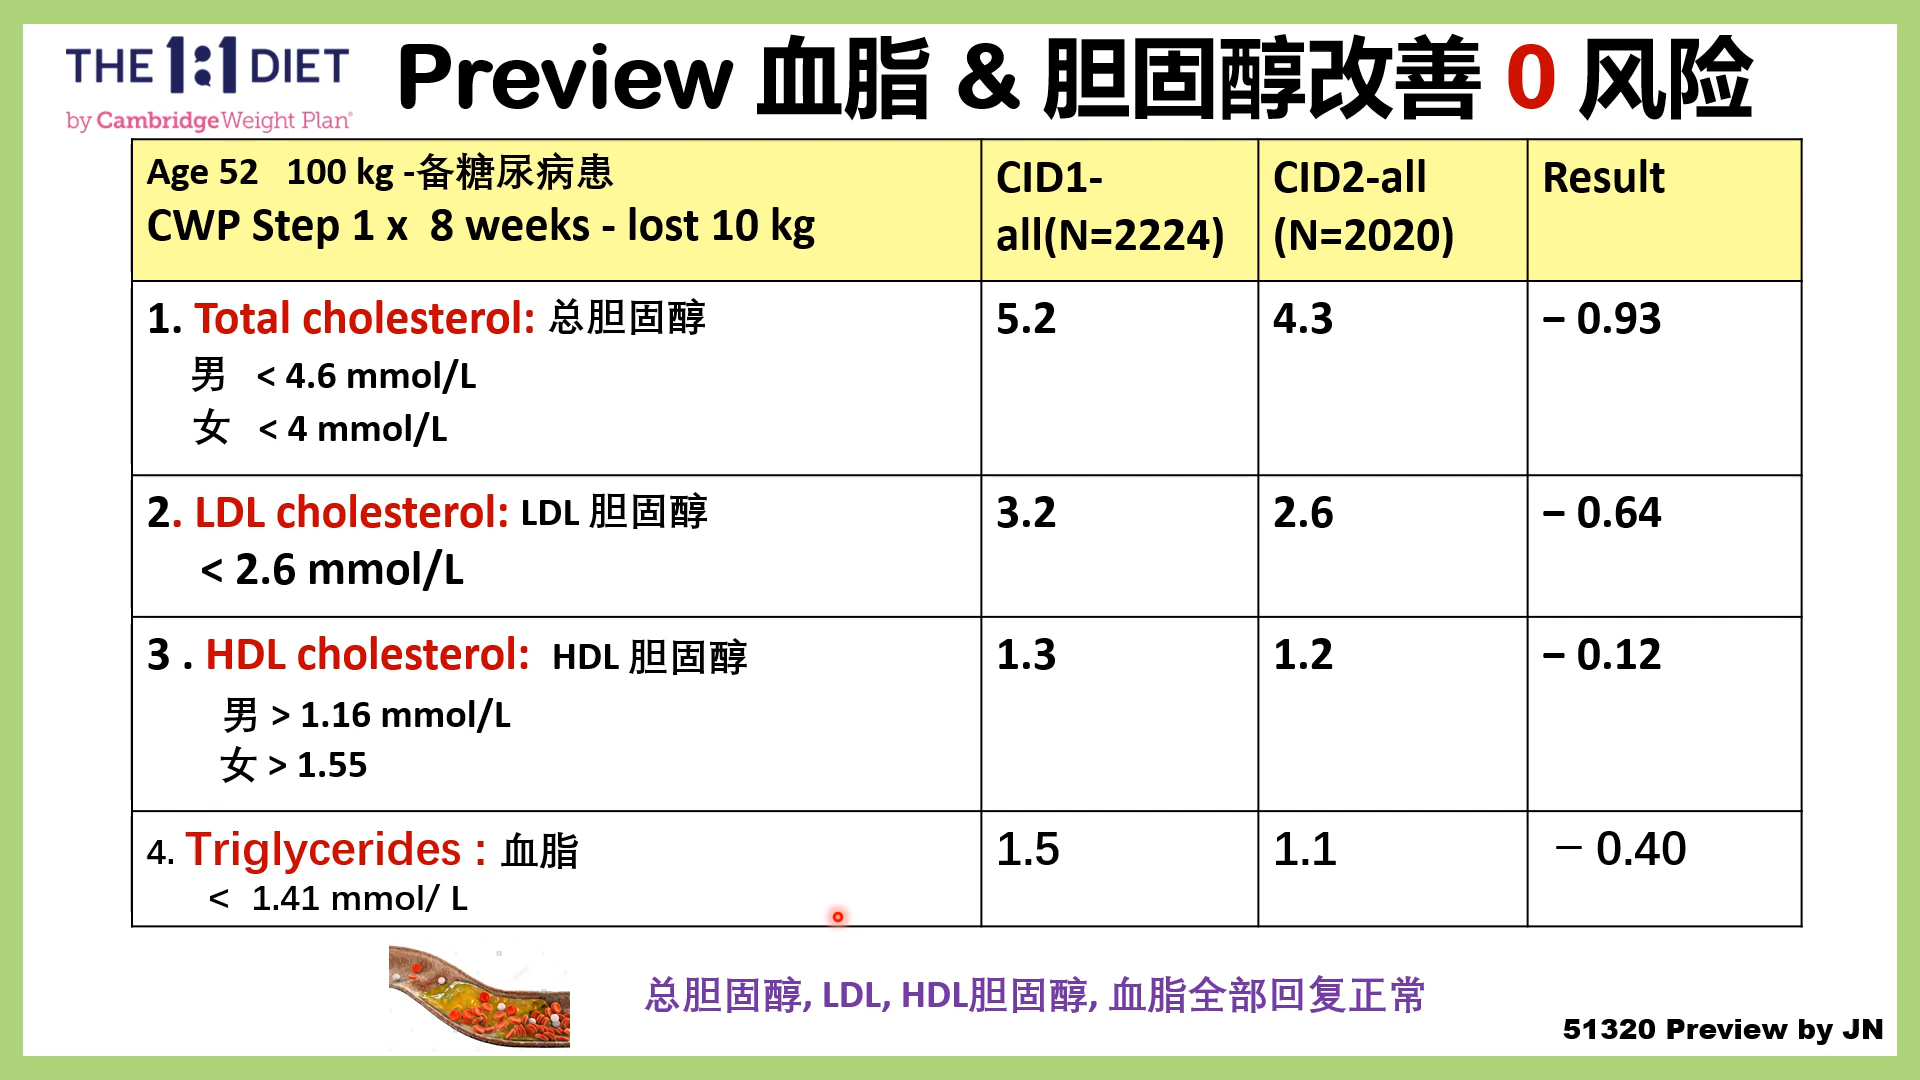 THE 1:1 DIET
by Cambridge Weight Plan®
Preview 血脂 & 胆固醇改善 0 风险
Age 52 100 kg -备糖尿病患
CWP Step 1 x 8 weeks - lost 10 kg
CID1-
all(N=2224)
CID2-all
(N=2020)
Result
1. Total cholesterol: 总胆固醇
男 < 4.6 mmol/L
女 < 4 mmol/L
5.2
4.3
– 0.93
2. LDL cholesterol: LDL 胆固醇
< 2.6 mmol/L
3.2
2.6
– 0.64
3 . HDL cholesterol: HDL 胆固醇
男 > 1.16 mmol/L
女 > 1.55
1.3
1.2
– 0.12
4. Triglycerides : 血脂
< 1.41 mmol/ L
1.5
1.1
– 0.40
总胆固醇, LDL, HDL胆固醇, 血脂全部回复正常
51320 Preview by JN